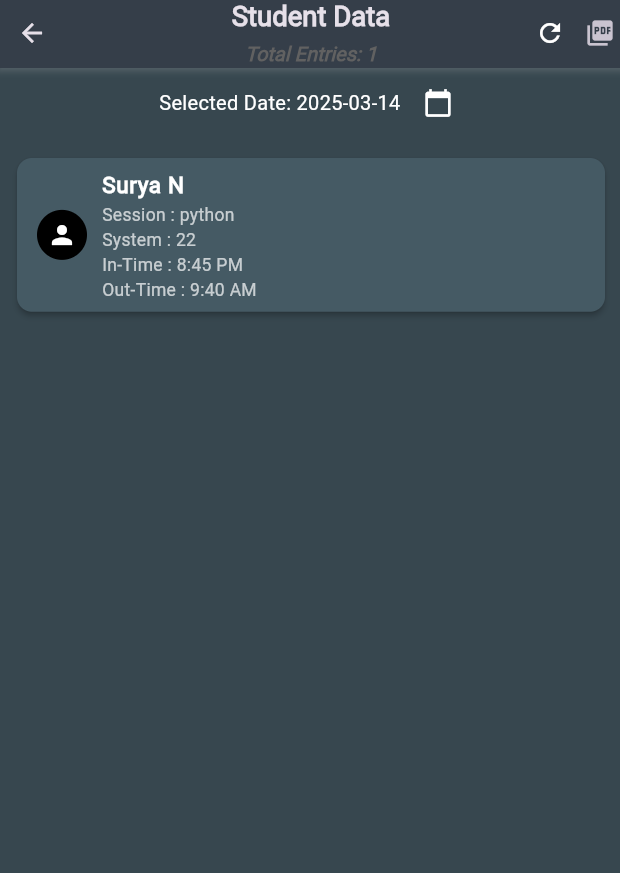 Student Data
Total Entries: 1
PDF
Selected Date: 2025-03-14
Surya N
Session : python
System : 22
In-Time : 8:45 PM
Out-Time : 9:40 AM